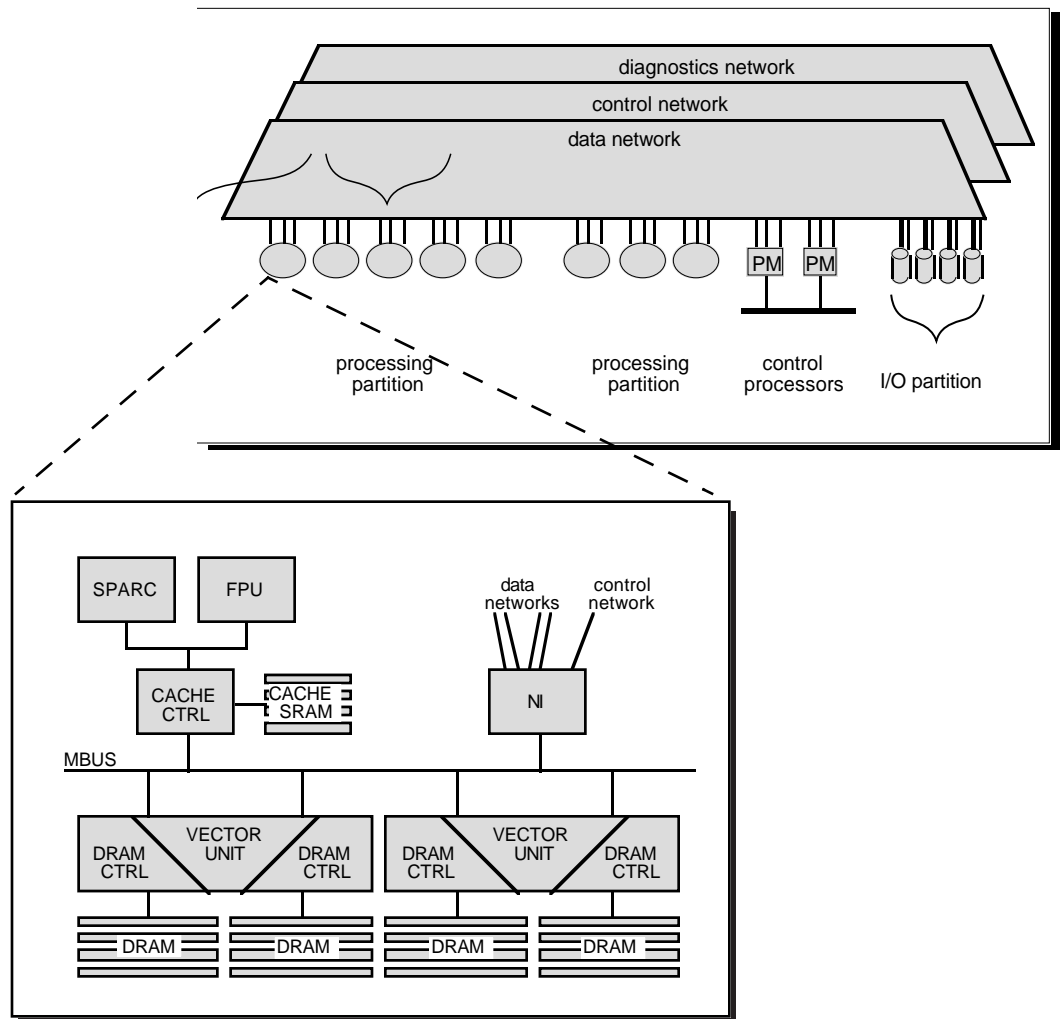 diagnostics network
control network
data network
PM PM
processing
partition
processing
partition
control
processors
I/O partition
SPARC
FPU
data
networks
control
network
CACHE
CTRL
CACHE
SRAM
NI
MBUS
DRAM
CTRL
VECTOR
UNIT
DRAM
CTRL
DRAM
CTRL
VECTOR
UNIT
DRAM
CTRL
DRAM DRAM DRAM DRAM